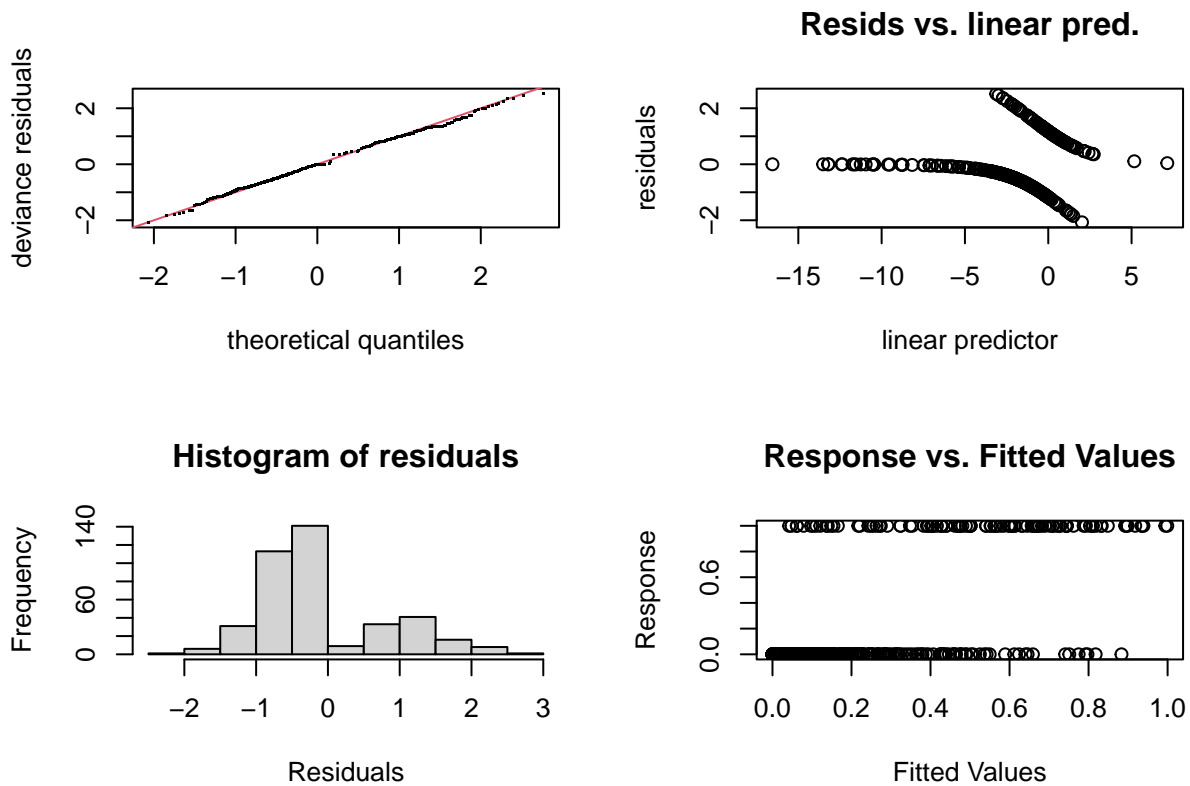 deviance residuals
2
0
−2
−2 −1 0 1 2
theoretical quantiles
Resids vs. linear pred.
residuals
2
0
−2
−15 −10 −5 0 5
linear predictor
Histogram of residuals
Frequency
140
60
0
−2 −1 0 1 2 3
Residuals
Response vs. Fitted Values
Response
0.6
0.0
0.0 0.2 0.4 0.6 0.8 1.0
Fitted Values